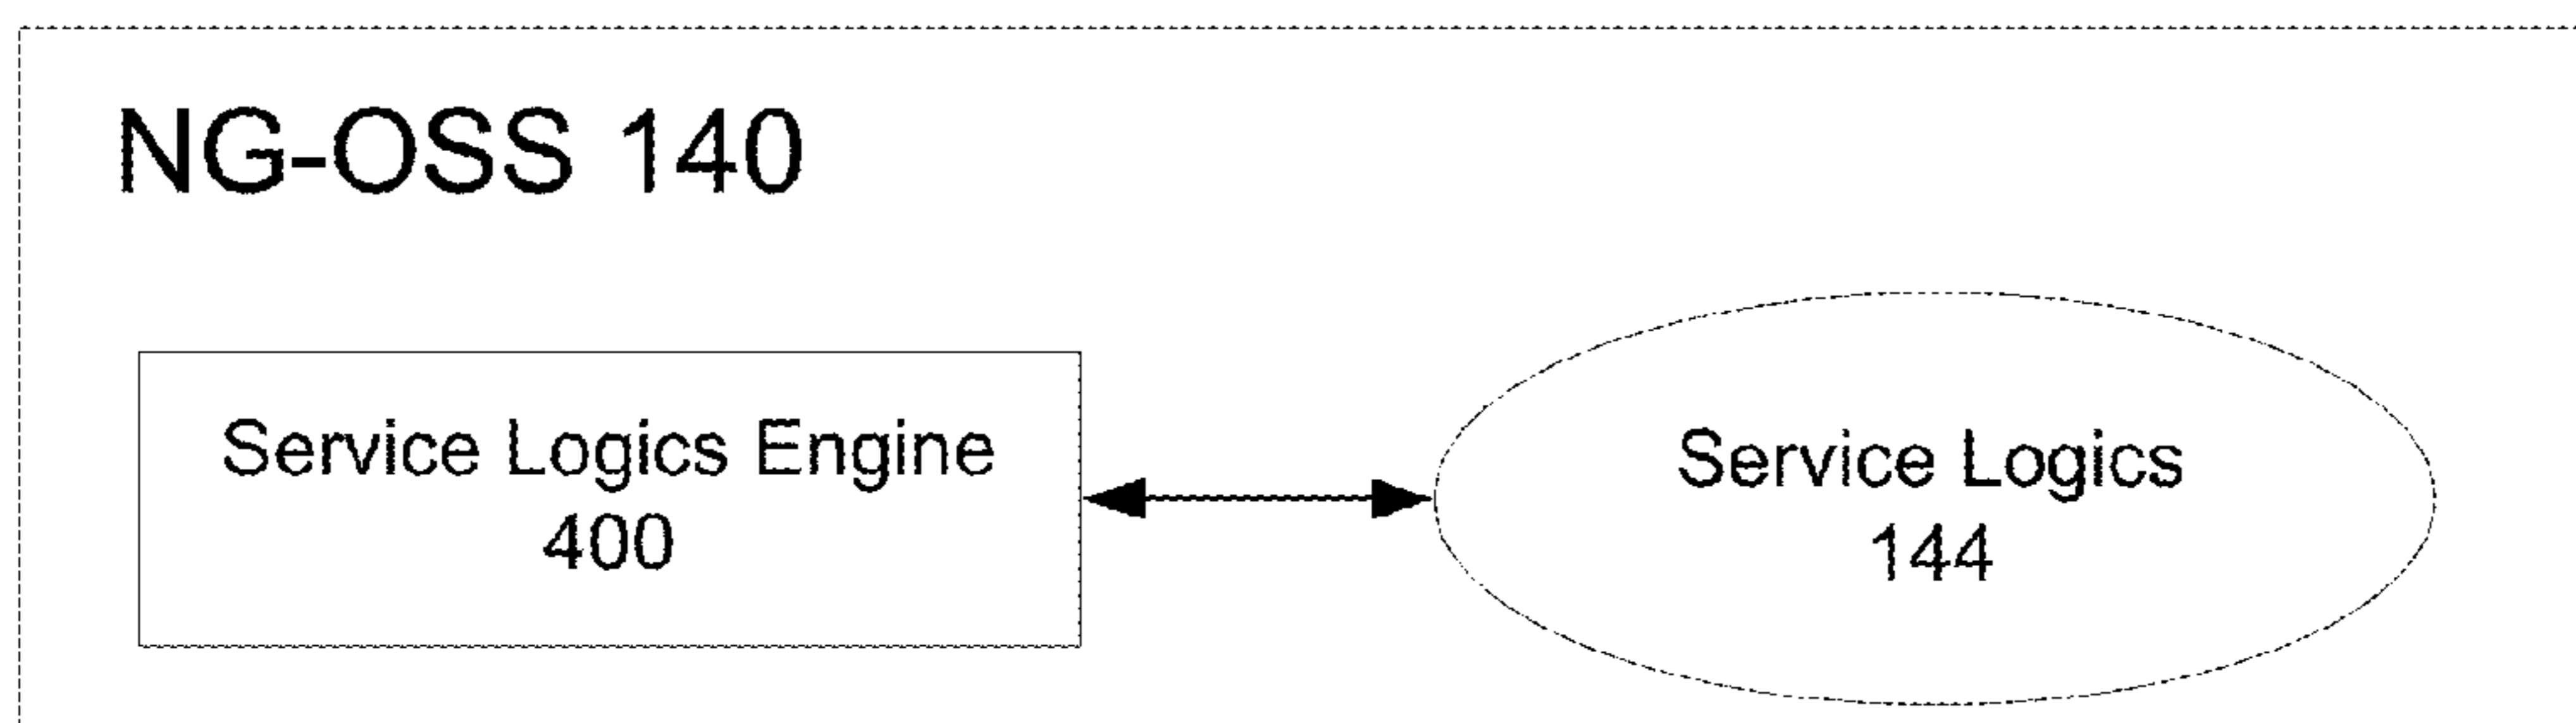 NG-OSS 140
Service Logics Engine
400
Service Logics
144